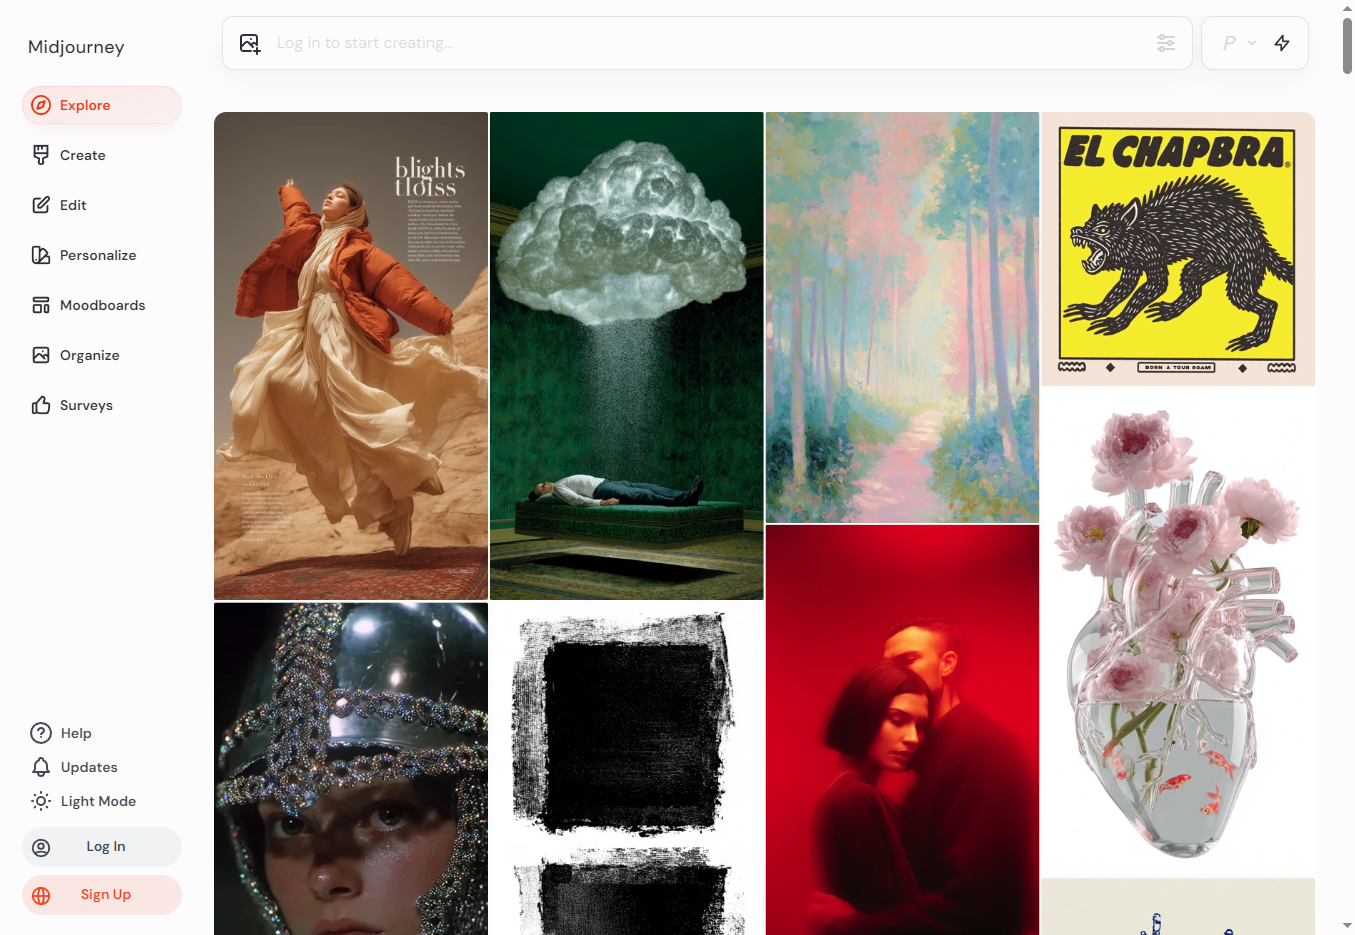 Midjourney
Log in to start creating...
P
Explore
Create
Edit
Personalize
Moodboards
Organize
Surveys
blights
tloiss
EL CHAPBRA®
BORN A TOUR ROAM
Help
Updates
Light Mode
Log In
Sign Up